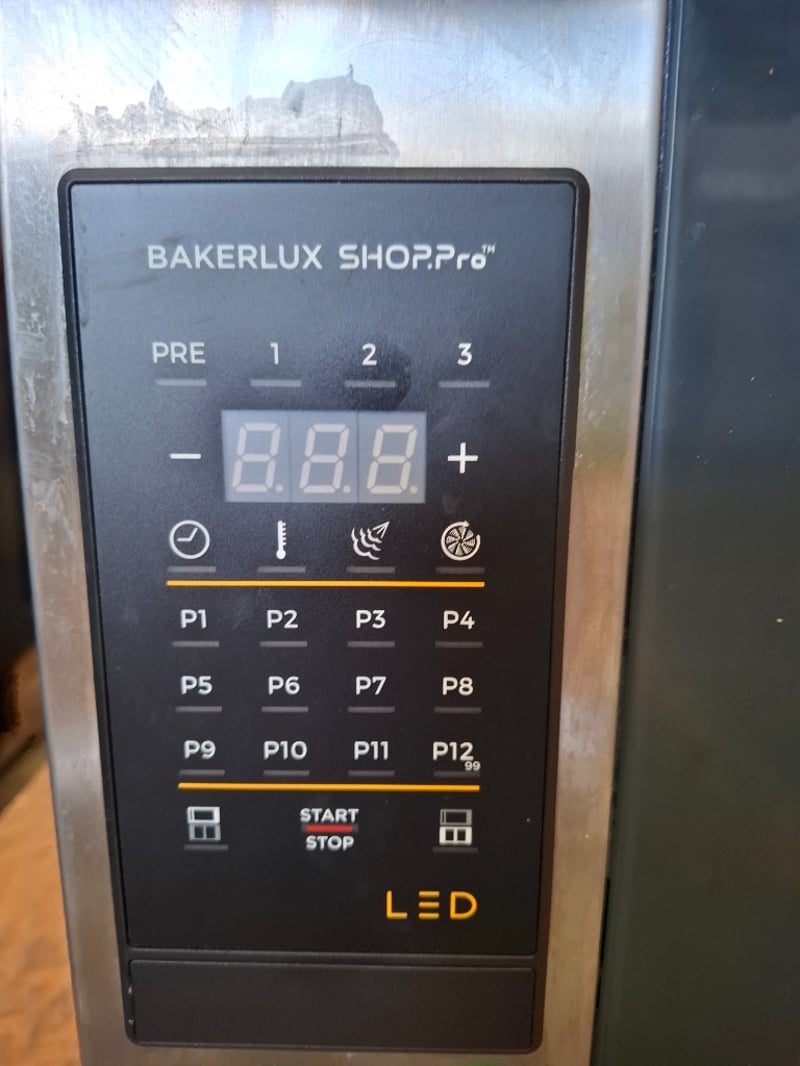 BAKERLUX SHOP.Pro™
PRE 1 2 3
− 8.8.8. +
P1 P2 P3 P4
P5 P6 P7 P8
P9 P10 P11 P12
99
START
STOP
LED